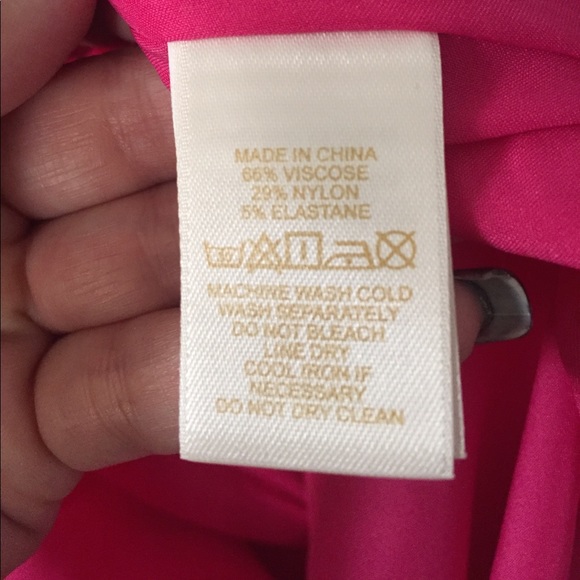 MADE IN CHINA
66% VISCOSE
29% NYLON
5% ELASTANE
MACHINE WASH COLD
WASH SEPARATELY
DO NOT BLEACH
LINE DRY
COOL IRON IF
NECESSARY
DO NOT DRY CLEAN